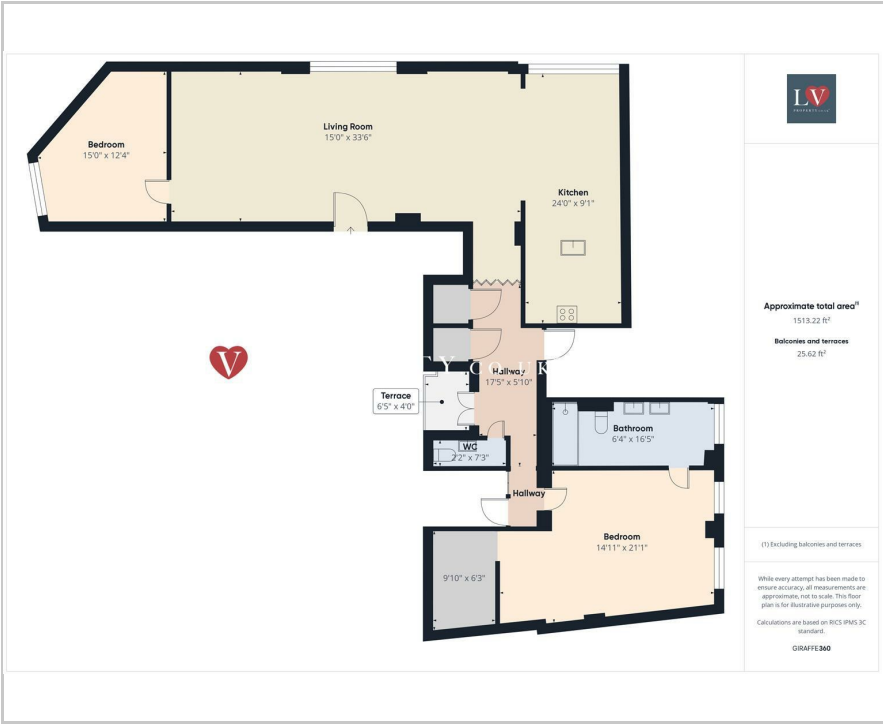 Bedroom
15'0" x 12'4"
Living Room
15'0" x 33'6"
Kitchen
24'0" x 9'1"
Hallway
17'5" x 5'10"
Terrace
6'5" x 4'0"
WC
2'2" x 7'3"
Bathroom
6'4" x 16'5"
Hallway
Bedroom
14'11" x 21'1"
9'10" x 6'3"
V
LV
PROPERTY
Approximate total area(1)
1513.22 ft²
Balconies and terraces
25.62 ft²
(1) Excluding balconies and terraces
While every attempt has been made to
ensure accuracy, all measurements are
approximate, not to scale. This floor
plan is for illustrative purposes only.
Calculations are based on RICS IPMS 3C
standard.
GIRAFFE360